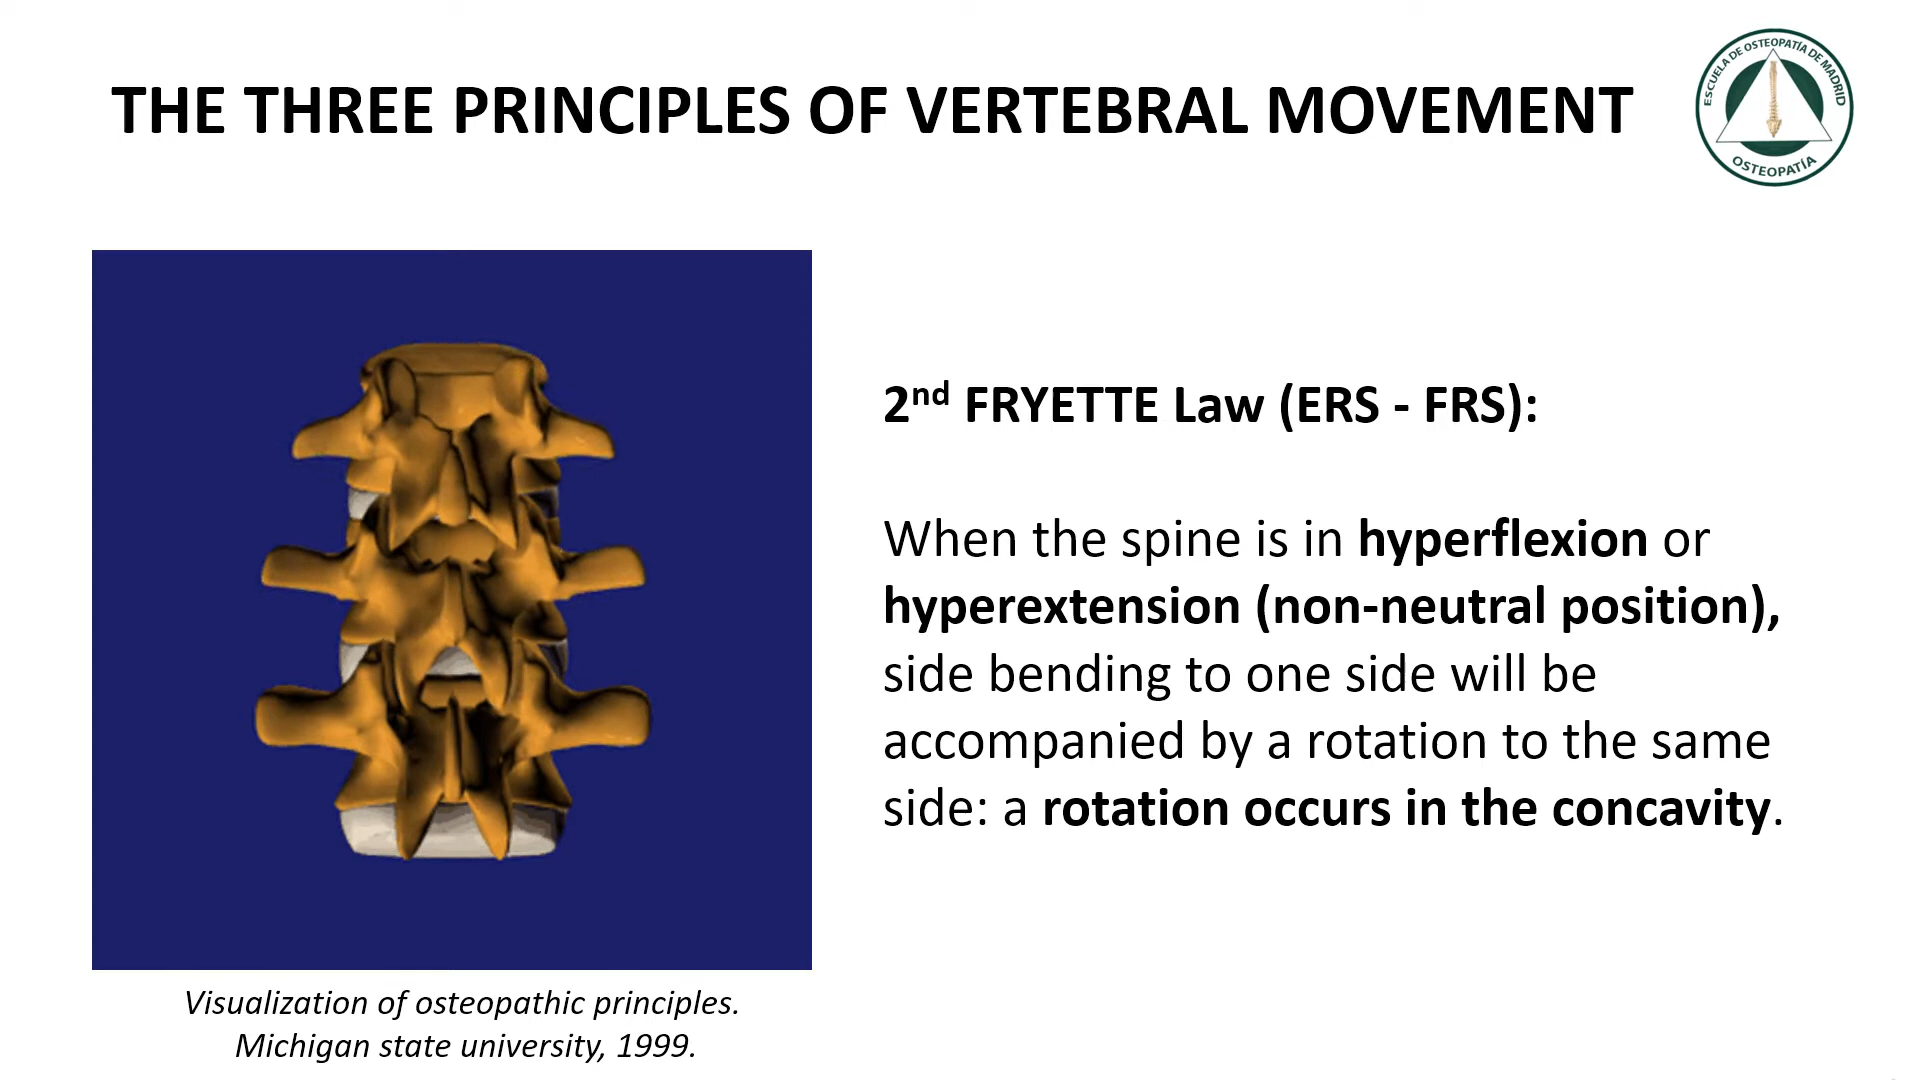 THE THREE PRINCIPLES OF VERTEBRAL MOVEMENT
ESCUELA DE OSTEOPATÍA DE MADRID
OSTEOPATÍA
2nd FRYETTE Law (ERS - FRS):
When the spine is in hyperflexion or
hyperextension (non-neutral position),
side bending to one side will be
accompanied by a rotation to the same
side: a rotation occurs in the concavity.
Visualization of osteopathic principles.
Michigan state university, 1999.